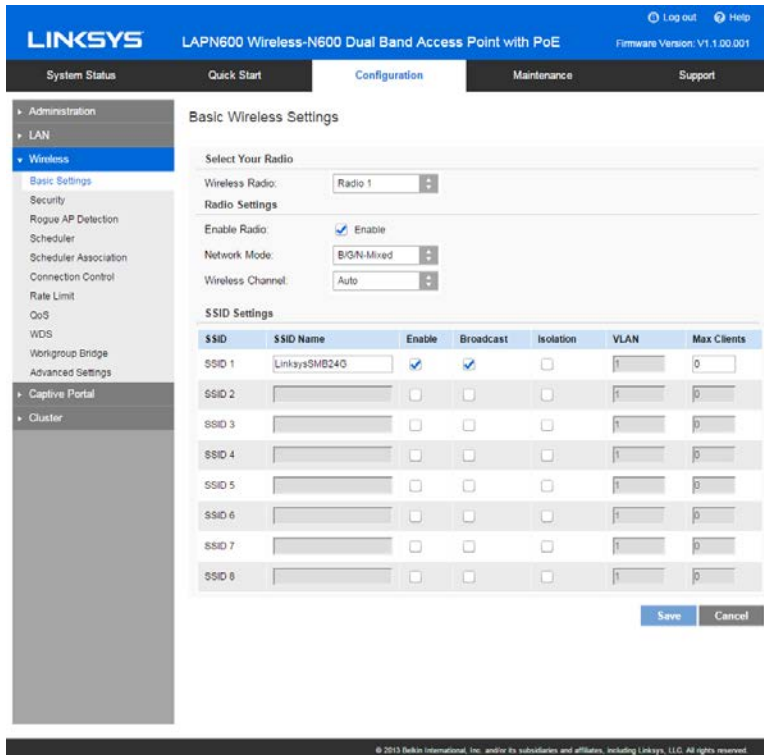 Log out Help
LINKSYS LAPN600 Wireless-N600 Dual Band Access Point with PoE Firmware Version: V1.1.00.001
System Status Quick Start Configuration Maintenance Support
Administration
LAN
Wireless
Basic Settings
Security
Rogue AP Detection
Scheduler
Scheduler Association
Connection Control
Rate Limit
QoS
WDS
Workgroup Bridge
Advanced Settings
Captive Portal
Cluster
Basic Wireless Settings
Select Your Radio
Wireless Radio: Radio 1
Radio Settings
Enable Radio: Enable
Network Mode: B/G/N-Mixed
Wireless Channel: Auto
SSID Settings
SSID SSID Name Enable Broadcast Isolation VLAN Max Clients
SSID 1 LinksysSMB24G 1 0
SSID 2 1 0
SSID 3 1 0
SSID 4 1 0
SSID 5 1 0
SSID 6 1 0
SSID 7 1 0
SSID 8 1 0
Save Cancel
© 2013 Belkin International, Inc. and/or its subsidiaries and affiliates, including Linksys, LLC. All rights reserved.